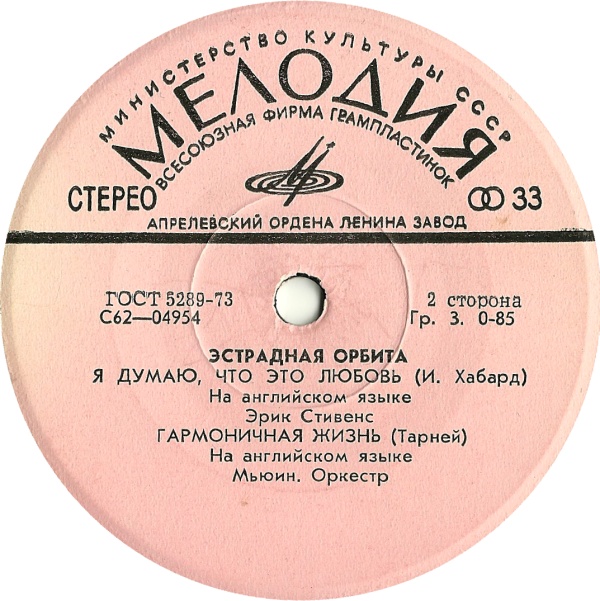 МИНИСТЕРСТВО КУЛЬТУРЫ СССР
МЕЛОДИЯ
ВСЕСОЮЗНАЯ ФИРМА ГРАМПЛАСТИНОК
СТЕРЕО 33
АПРЕЛЕВСКИЙ ОРДЕНА ЛЕНИНА ЗАВОД
ГОСТ 5289-73 2 сторона
С62—04954 Гр. 3. 0-85
ЭСТРАДНАЯ ОРБИТА
Я ДУМАЮ, ЧТО ЭТО ЛЮБОВЬ (И. Хабард)
На английском языке
Эрик Стивенс
ГАРМОНИЧНАЯ ЖИЗНЬ (Тарней)
На английском языке
Мьюин. Оркестр